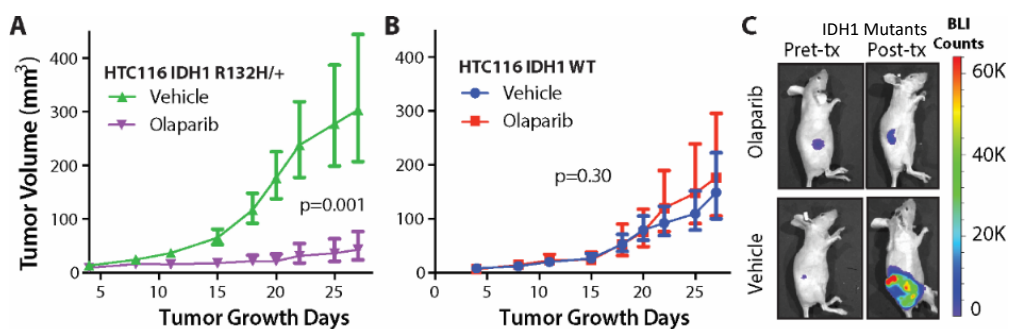 A
Tumor Volume (mm³)
400
300
200
100
0
HTC116 IDH1 R132H/+
Vehicle
Olaparib
p=0.001
5
10
15
20
25
Tumor Growth Days
B
400
300
200
100
0
HTC116 IDH1 WT
Vehicle
Olaparib
p=0.30
0
5
10
15
20
25
Tumor Growth Days
C
IDH1 Mutants
Pret-tx
Post-tx
Olaparib
Vehicle
BLI
Counts
60K
40K
20K
0